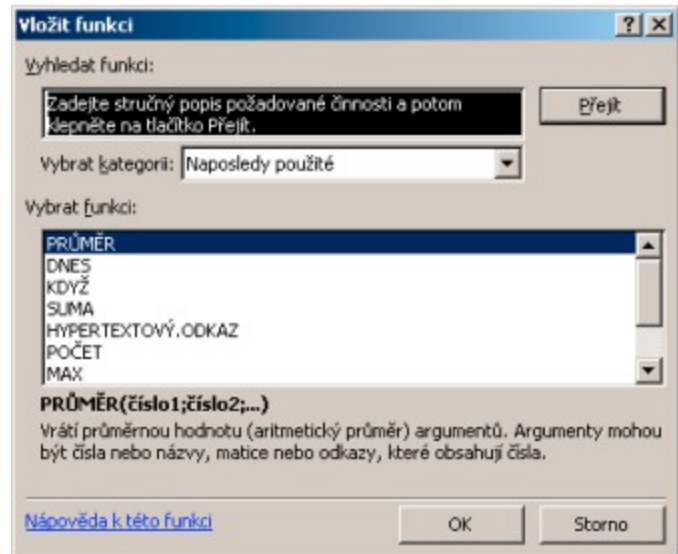 Vložit funkci
Vyhledat funkci:
Zadejte stručný popis požadované činnosti a potom
klepněte na tlačítko Přejít.
Přejít
Vybrat kategorii: Naposledy použité
Vybrat funkci:
PRŮMĚR
DNES
KDYŽ
SUMA
HYPERTEXTOVÝ.ODKAZ
POČET
MAX
PRŮMĚR(číslo1;číslo2;...)
Vrátí průměrnou hodnotu (aritmetický průměr) argumentů. Argumenty mohou
být čísla nebo názvy, matice nebo odkazy, které obsahují čísla.
Nápověda k této funkci
OK
Storno